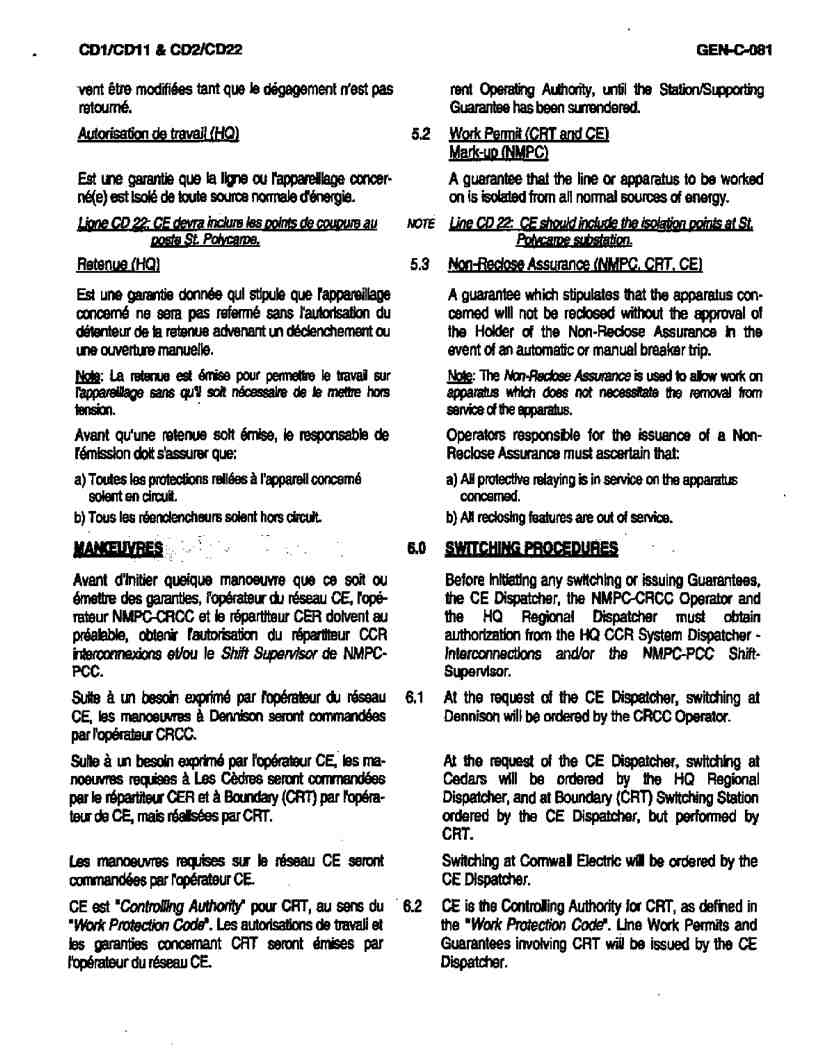 CD1/CD11 & CD2/CD22
GEN-C-081
vent être modifiées tant que le dégagement n'est pas
retourné.
Autorisation de travail (HQ)
Est une garantie que la ligne ou l'appareillage concer-
né(e) est isolé de toute source normale d'énergie.
Ligne CD 22: CE devra inclure les points de coupure au
poste St. Polycarpe.
Retenue (HQ)
Est une garantie donnée qui stipule que l'appareillage
concerné ne sera pas refermé sans l'autorisation du
détenteur de la retenue advenant un déclenchement ou
une ouverture manuelle.
Note: La retenue est émise pour permettre le travail sur
l'appareillage sans qu'il soit nécessaire de le mettre hors
tension.
Avant qu'une retenue soit émise, le responsable de
l'émission doit s'assurer que:
a) Toutes les protections reliées à l'appareil concerné
soient en circuit.
b) Tous les réenclencheurs soient hors circuit.
MANŒUVRES
Avant d'initier quelque manoeuvre que ce soit ou
émettre des garanties, l'opérateur du réseau CE, l'opé-
rateur NMPC-CRCC et le répartiteur CER doivent au
préalable, obtenir l'autorisation du répartiteur CCR
interconnexions et/ou le Shift Supervisor de NMPC-
PCC.
Suite à un besoin exprimé par l'opérateur du réseau
CE, les manoeuvres à Dennison seront commandées
par l'opérateur CRCC.
Suite à un besoin exprimé par l'opérateur CE, les ma-
noeuvres requises à Les Cèdres seront commandées
par le répartiteur CER et à Boundary (CRT) par l'opéra-
teur de CE, mais réalisées par CRT.
Les manoeuvres requises sur le réseau CE seront
commandées par l'opérateur CE.
CE est "Controlling Authority" pour CRT, au sens du
"Work Protection Code". Les autorisations de travail et
les garanties concernant CRT seront émises par
l'opérateur du réseau CE.
rent Operating Authority, until the Station/Supporting
Guarantee has been surrendered.
5.2 Work Permit (CRT and CE)
Mark-up (NMPC)
A guarantee that the line or apparatus to be worked
on is isolated from all normal sources of energy.
NOTE Line CD 22: CE should include the isolation points at St.
Polycarpe substation.
5.3 Non-Reclose Assurance (NMPC, CRT, CE)
A guarantee which stipulates that the apparatus con-
cerned will not be reclosed without the approval of
the Holder of the Non-Reclose Assurance in the
event of an automatic or manual breaker trip.
Note: The Non-Reclose Assurance is used to allow work on
apparatus which does not necessitate the removal from
service of the apparatus.
Operators responsible for the issuance of a Non-
Reclose Assurance must ascertain that:
a) All protective relaying is in service on the apparatus
concerned.
b) All reclosing features are out of service.
6.0 SWITCHING PROCEDURES
Before initiating any switching or issuing Guarantees,
the CE Dispatcher, the NMPC-CRCC Operator and
the HQ Regional Dispatcher must obtain
authorization from the HQ CCR System Dispatcher -
Interconnections and/or the NMPC-PCC Shift-
Supervisor.
6.1 At the request of the CE Dispatcher, switching at
Dennison will be ordered by the CRCC Operator.
At the request of the CE Dispatcher, switching at
Cedars will be ordered by the HQ Regional
Dispatcher, and at Boundary (CRT) Switching Station
ordered by the CE Dispatcher, but performed by
CRT.
Switching at Cornwall Electric will be ordered by the
CE Dispatcher.
6.2 CE is the Controlling Authority for CRT, as defined in
the "Work Protection Code". Line Work Permits and
Guarantees involving CRT will be issued by the CE
Dispatcher.